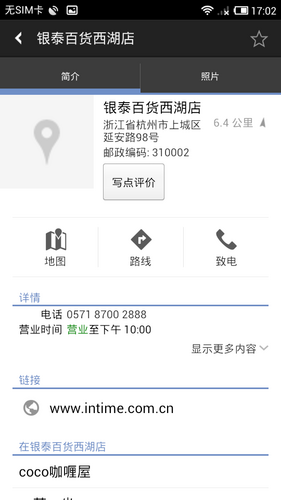 无SIM卡
17:02
银泰百货西湖店
简介
照片
银泰百货西湖店
浙江省杭州市上城区
6.4 公里
延安路98号
邮政编码: 310002
写点评价
地图
路线
致电
详情
电话 0571 8700 2888
营业时间 营业至下午 10:00
显示更多内容
链接
www.intime.com.cn
在银泰百货西湖店
coco咖喱屋